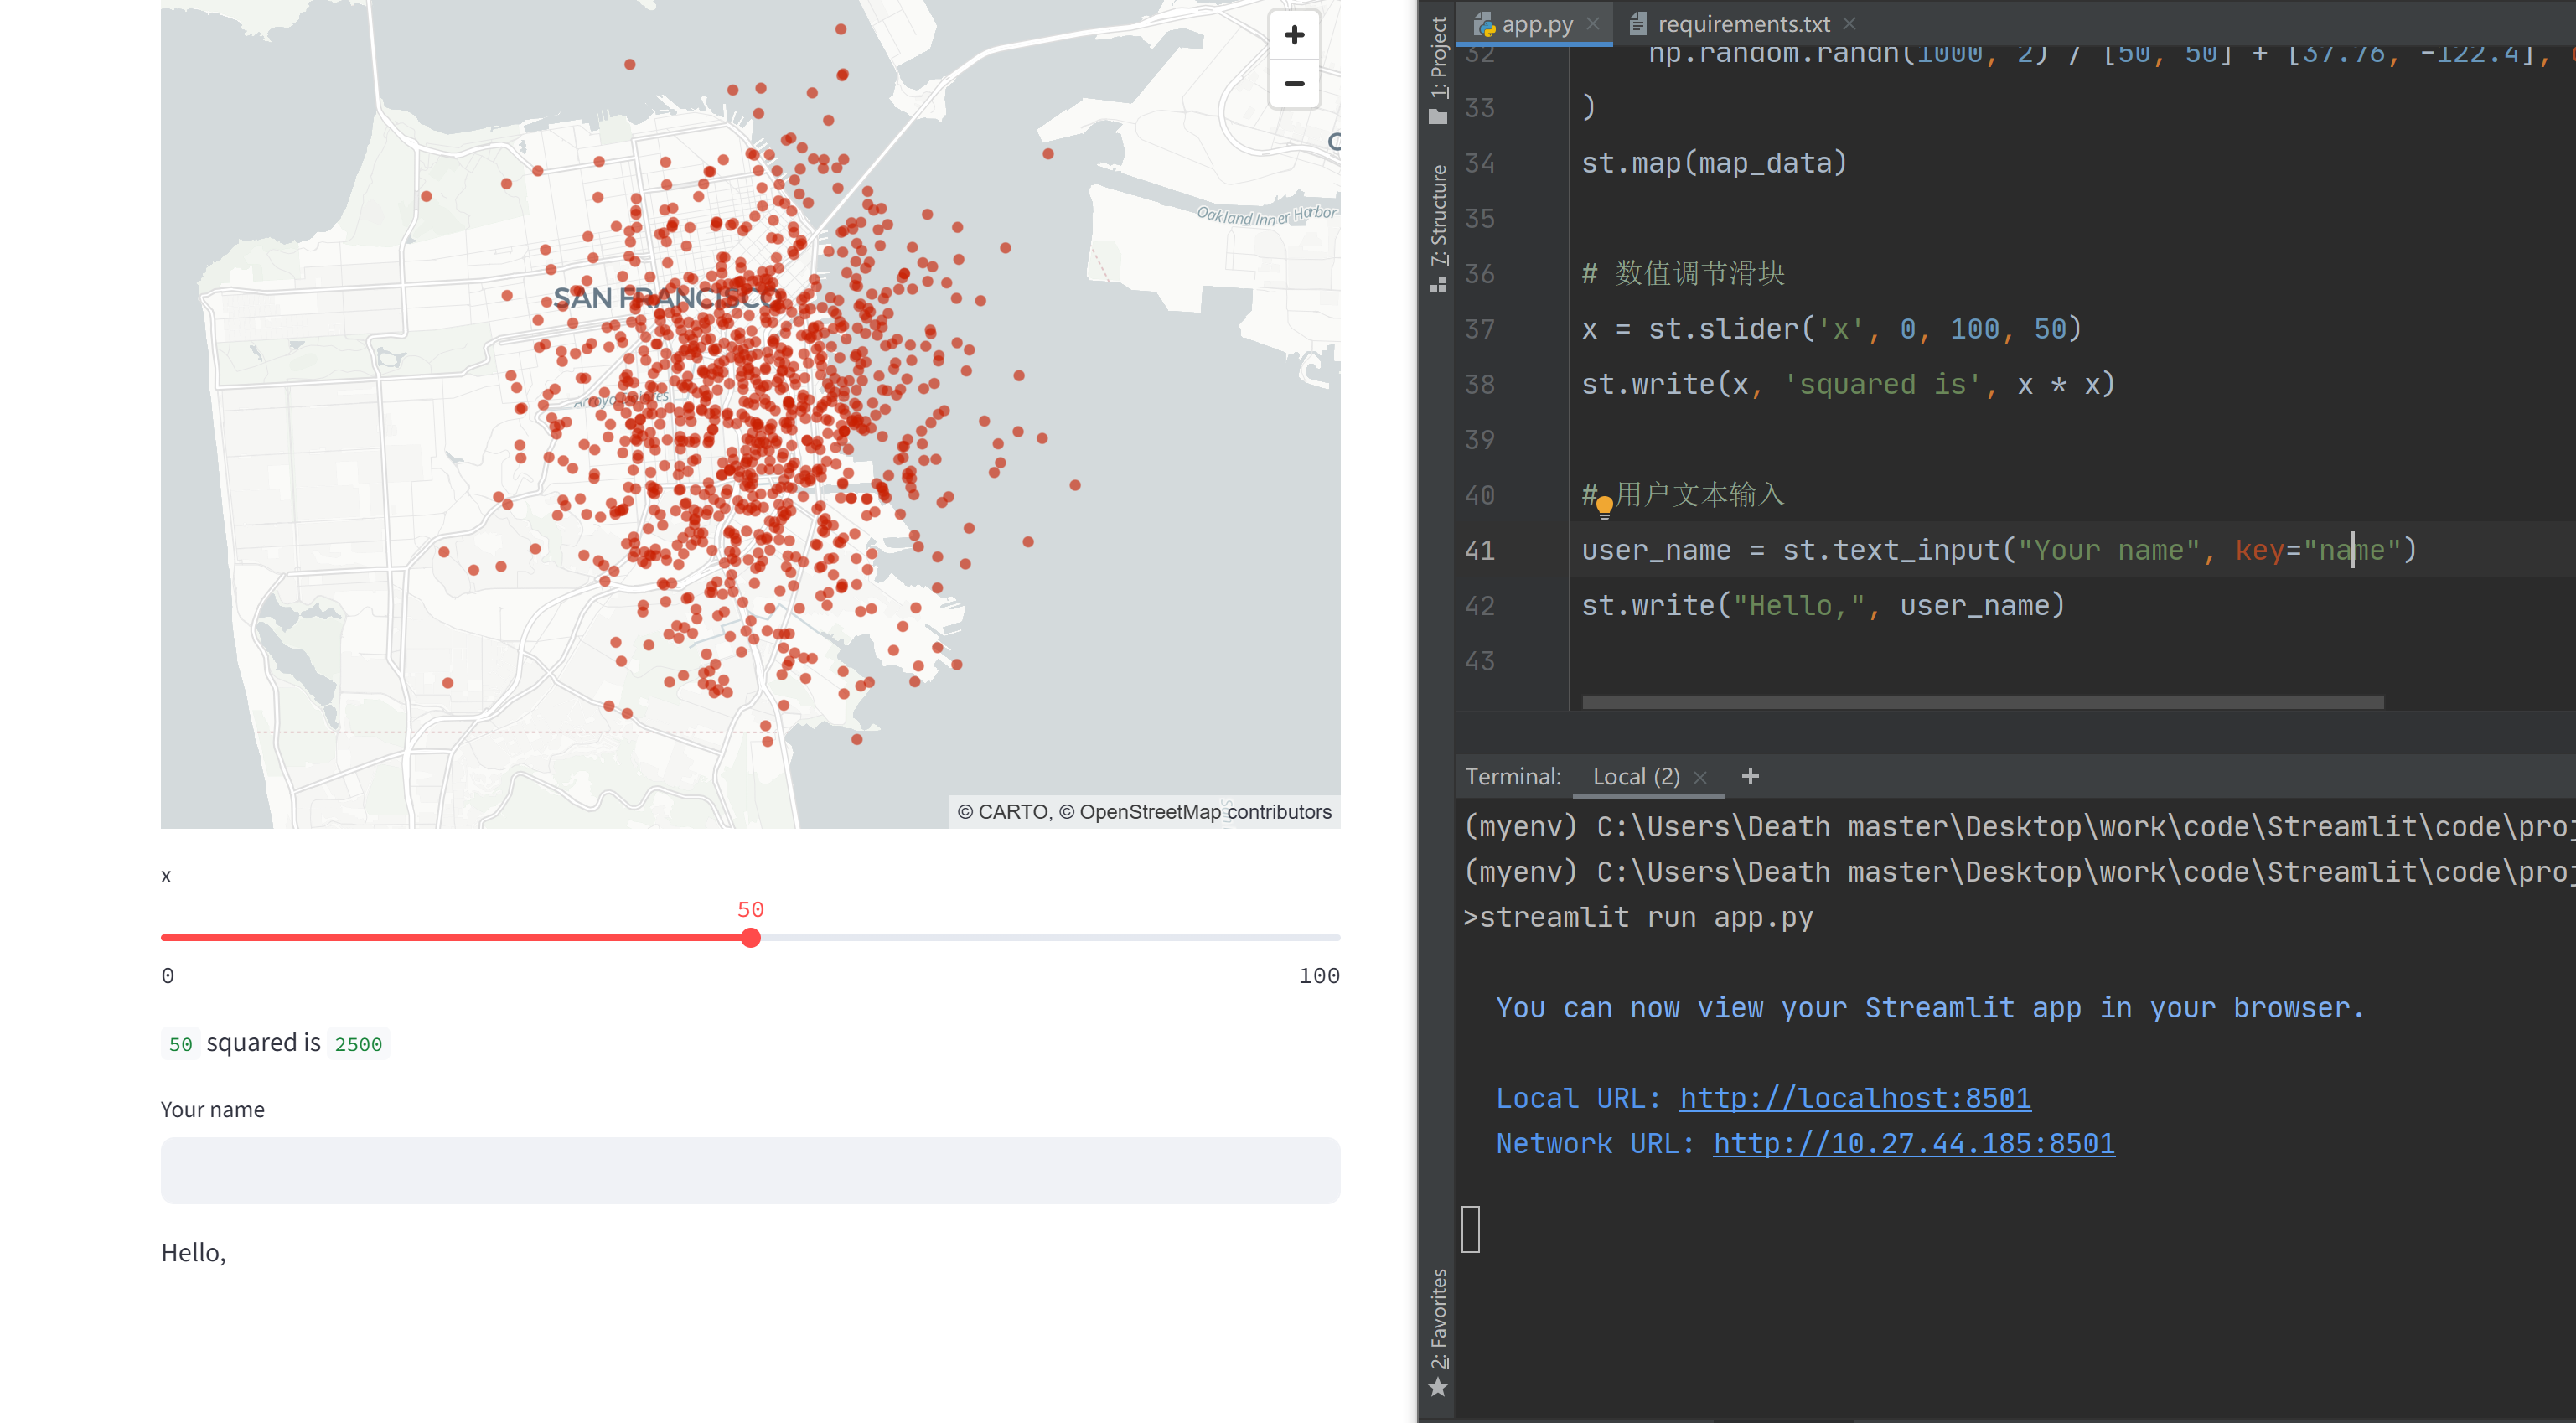 +
−
SAN FRANCISCO
Oakland Inner Harbor
© CARTO, © OpenStreetMap contributors
x
50
0
100
50 squared is 2500
Your name
Hello,
1: Project
7: Structure
2: Favorites
app.py
requirements.txt
32 np.random.randn(1000, 2) / [50, 50] + [37.76, -122.4],
33 )
34 st.map(map_data)
35
36 # 数值调节滑块
37 x = st.slider('x', 0, 100, 50)
38 st.write(x, 'squared is', x * x)
39
40 # 用户文本输入
41 user_name = st.text_input("Your name", key="name")
42 st.write("Hello,", user_name)
43
Terminal: Local (2) +
(myenv) C:\Users\Death master\Desktop\work\code\Streamlit\code\proj
(myenv) C:\Users\Death master\Desktop\work\code\Streamlit\code\proj
>streamlit run app.py
You can now view your Streamlit app in your browser.
Local URL: http://localhost:8501
Network URL: http://10.27.44.185:8501